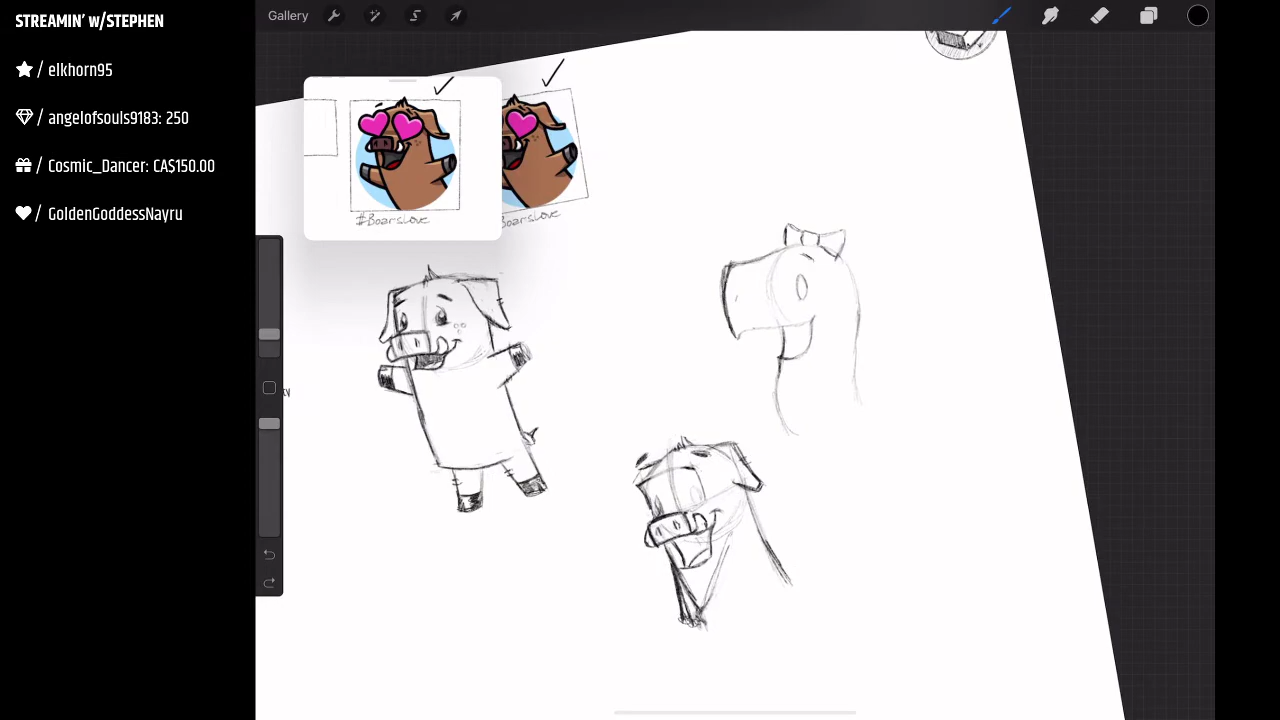 STREAMIN' w/STEPHEN
/ elkhorn95
/ angelofsouls9183: 250
/ Cosmic_Dancer: CA$150.00
/ GoldenGoddessNayru
Gallery
#BoarsLove
BoarsLove